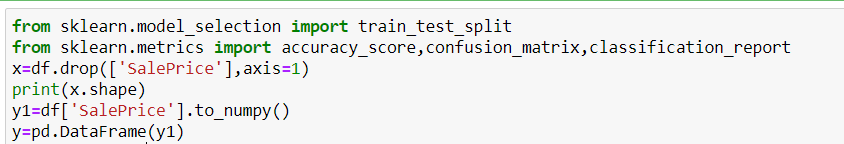 from sklearn.model_selection import train_test_split
from sklearn.metrics import accuracy_score,confusion_matrix,classification_report
x=df.drop(['SalePrice'],axis=1)
print(x.shape)
y1=df['SalePrice'].to_numpy()
y=pd.DataFrame(y1)